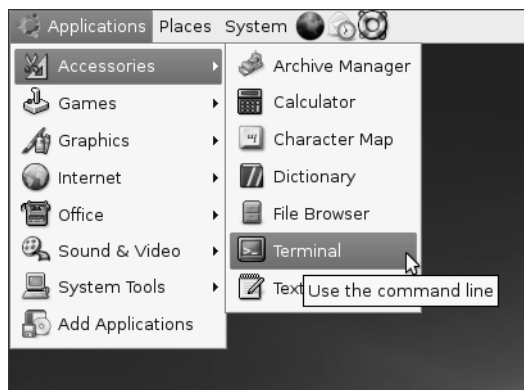 Applications Places System
Accessories
Games
Graphics
Internet
Office
Sound & Video
System Tools
Add Applications
Archive Manager
Calculator
Character Map
Dictionary
File Browser
Terminal
Text
Use the command line